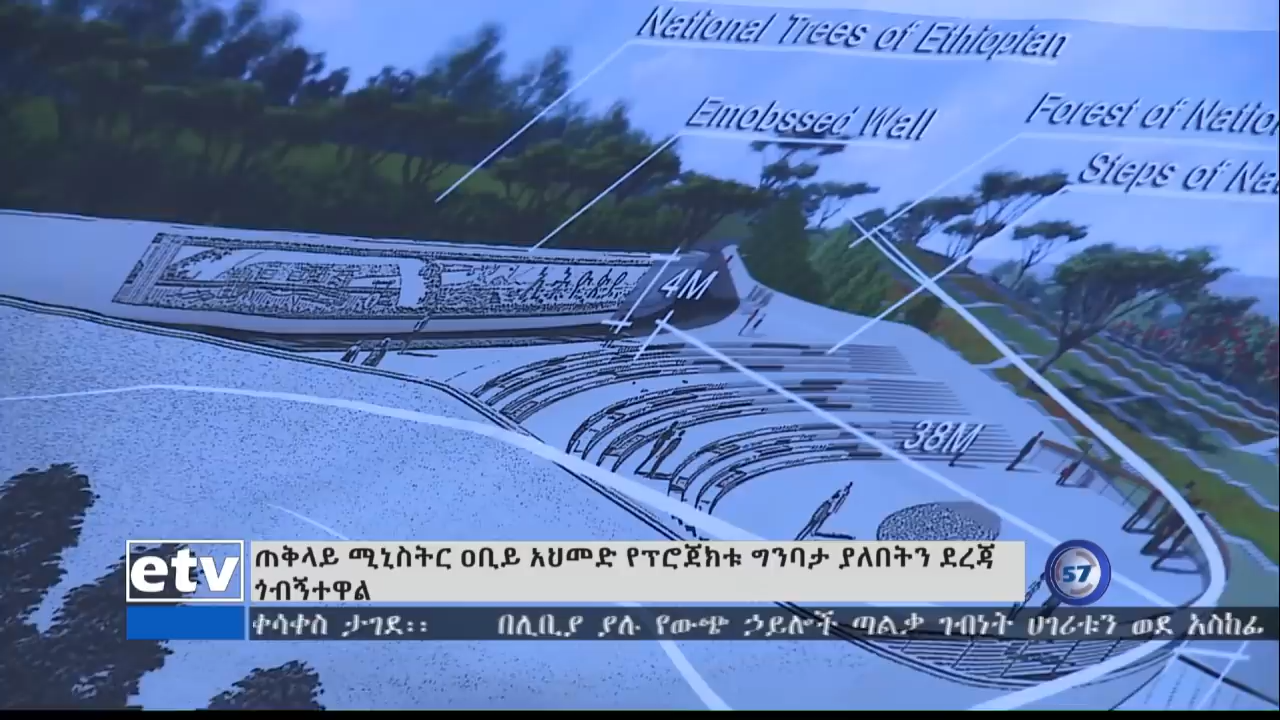 National Trees of Ethiopian
Emobssed Wall
Forest of Natio
Steps of Na
4M
38M
etv
ጠቅላይ ሚኒስትር ዐቢይ አህመድ የፕሮጀክቱ ግንባታ ያለበትን ደረጃ
ጎብኝተዋል
57
ቀሳቀስ ታገደ፡፡ በሊቢያ ያሉ የውጭ ኃይሎች ጣልቃ ገብነት ሀገሪቱን ወደ አስከፊ